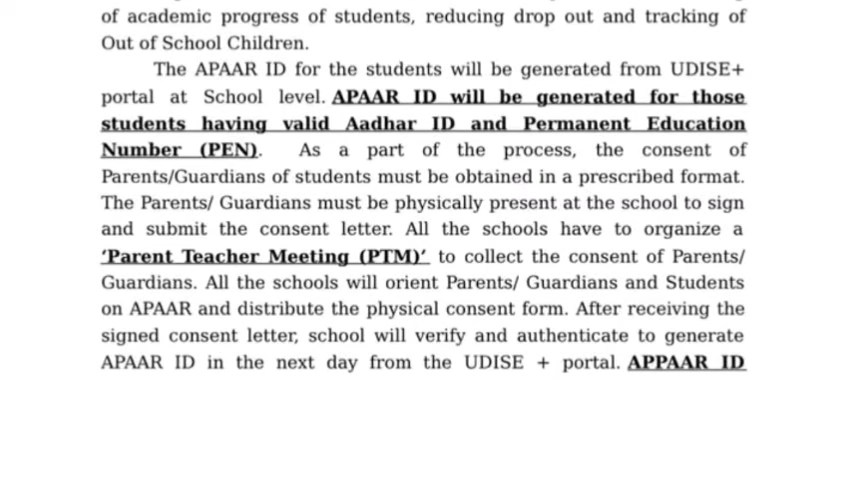 of academic progress of students, reducing drop out and tracking of
Out of School Children.
The APAAR ID for the students will be generated from UDISE+
portal at School level. APAAR ID will be generated for those
students having valid Aadhar ID and Permanent Education
Number (PEN). As a part of the process, the consent of
Parents/Guardians of students must be obtained in a prescribed format.
The Parents/ Guardians must be physically present at the school to sign
and submit the consent letter. All the schools have to organize a
‘Parent Teacher Meeting (PTM)’ to collect the consent of Parents/
Guardians. All the schools will orient Parents/ Guardians and Students
on APAAR and distribute the physical consent form. After receiving the
signed consent letter, school will verify and authenticate to generate
APAAR ID in the next day from the UDISE + portal. APPAAR ID